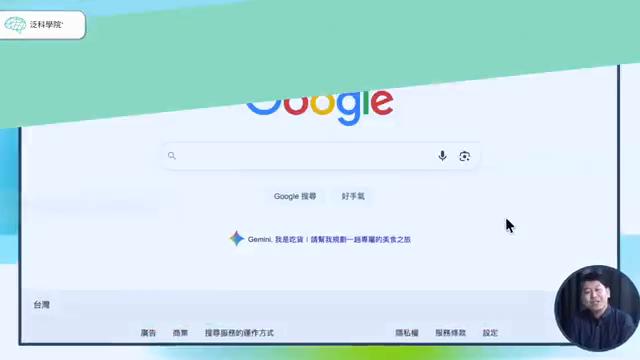 泛科學院
Google
Google 搜尋
好手氣
Gemini, 我是吃貨！請幫我規劃一趟專屬的美食之旅
台灣
廣告 商業 搜尋服務的運作方式 隱私權 服務條款 設定